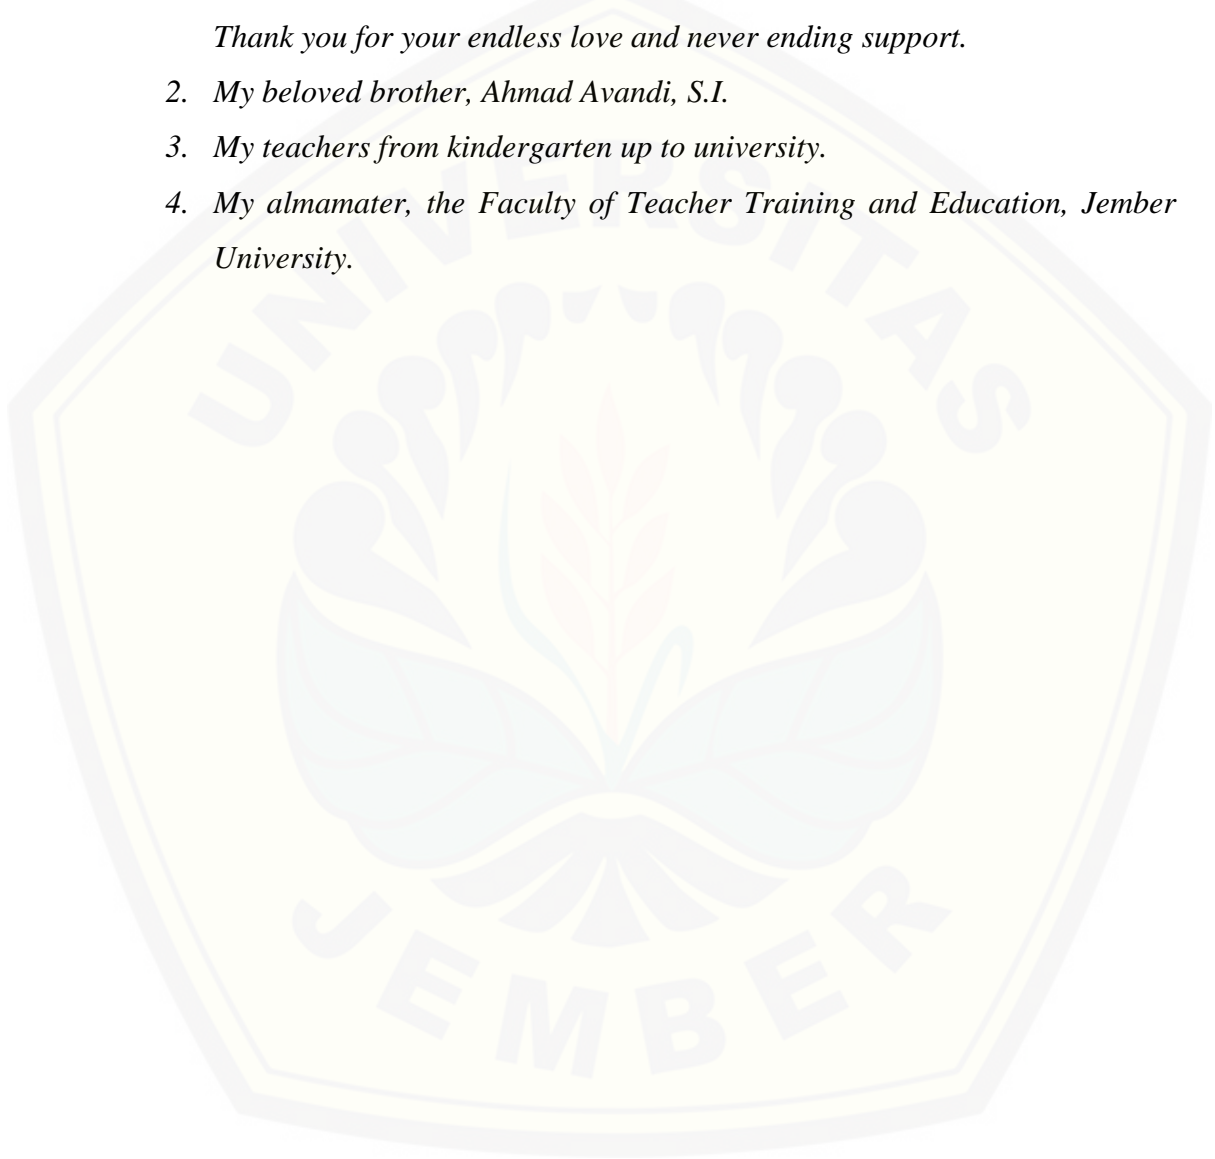 Thank you for your endless love and never ending support.
2. My beloved brother, Ahmad Avandi, S.I.
3. My teachers from kindergarten up to university.
4. My almamater, the Faculty of Teacher Training and Education, Jember
University.
UNIVERSITAS
JEMBER